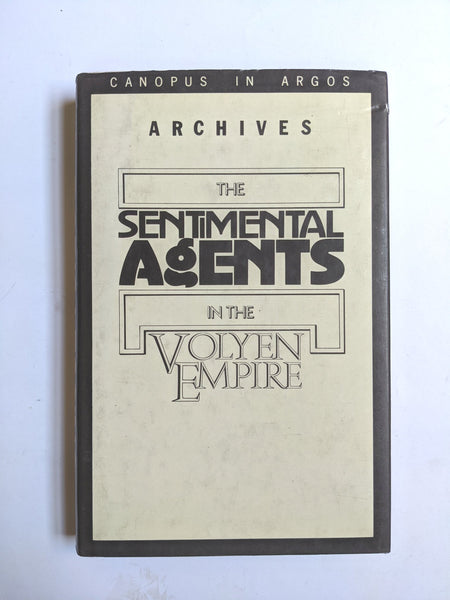 CANOPUS IN ARGOS
ARCHIVES
THE
SENTIMENTAL
AgENTS
IN THE
VOLYEN
EMPIRE